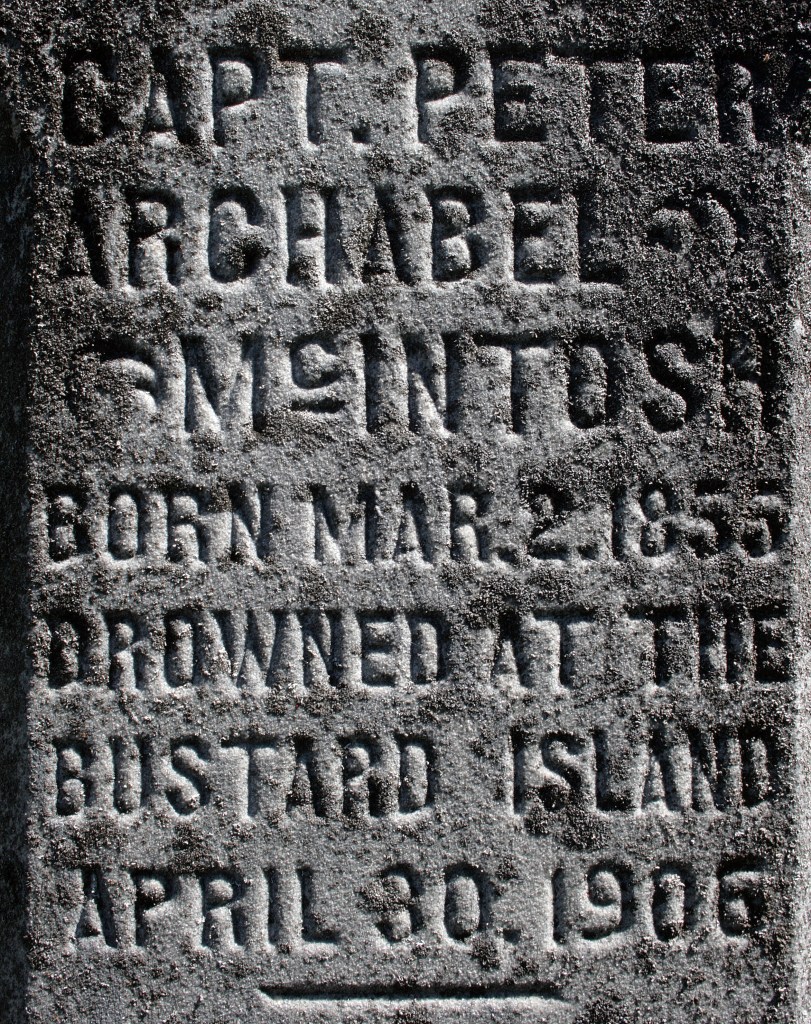 CAPT. PETER
ARCHABEL
McINTOSH
BORN MAR. 2. 1855
DROWNED AT THE
BUSTARD ISLAND
APRIL 30. 1906